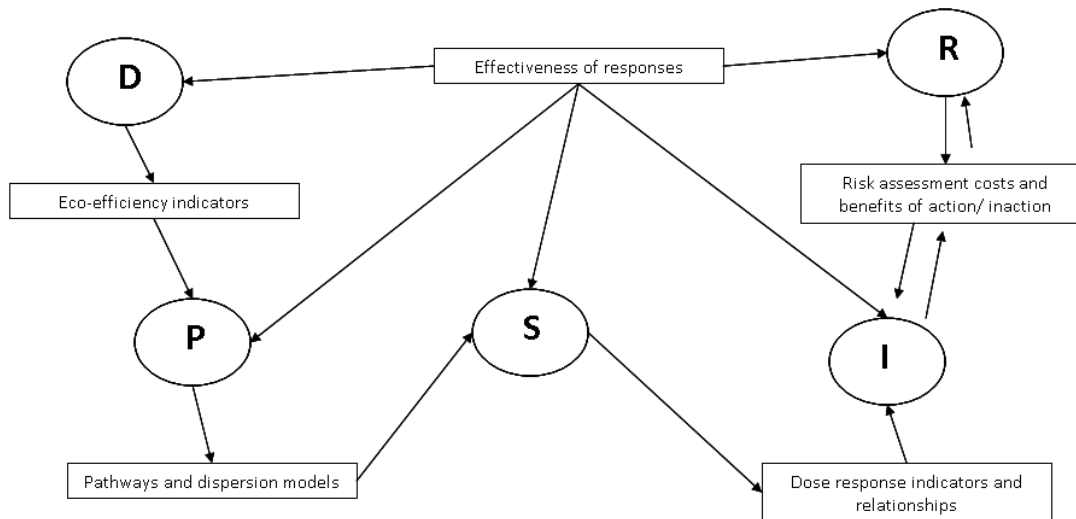 D
Effectiveness of responses
R
Eco-efficiency indicators
Risk assessment costs and
benefits of action/ inaction
P
S
I
Pathways and dispersion models
Dose response indicators and
relationships